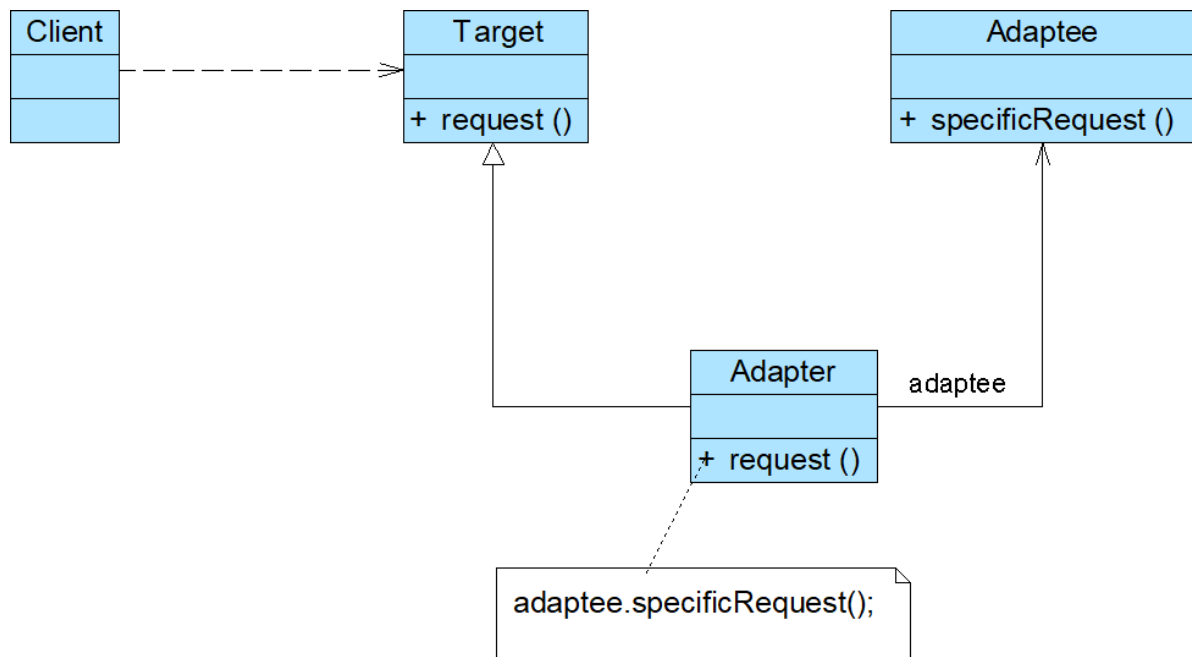 Client
Target
Adaptee
+ request ()
+ specificRequest ()
Adapter
adaptee
+ request ()
adaptee.specificRequest();